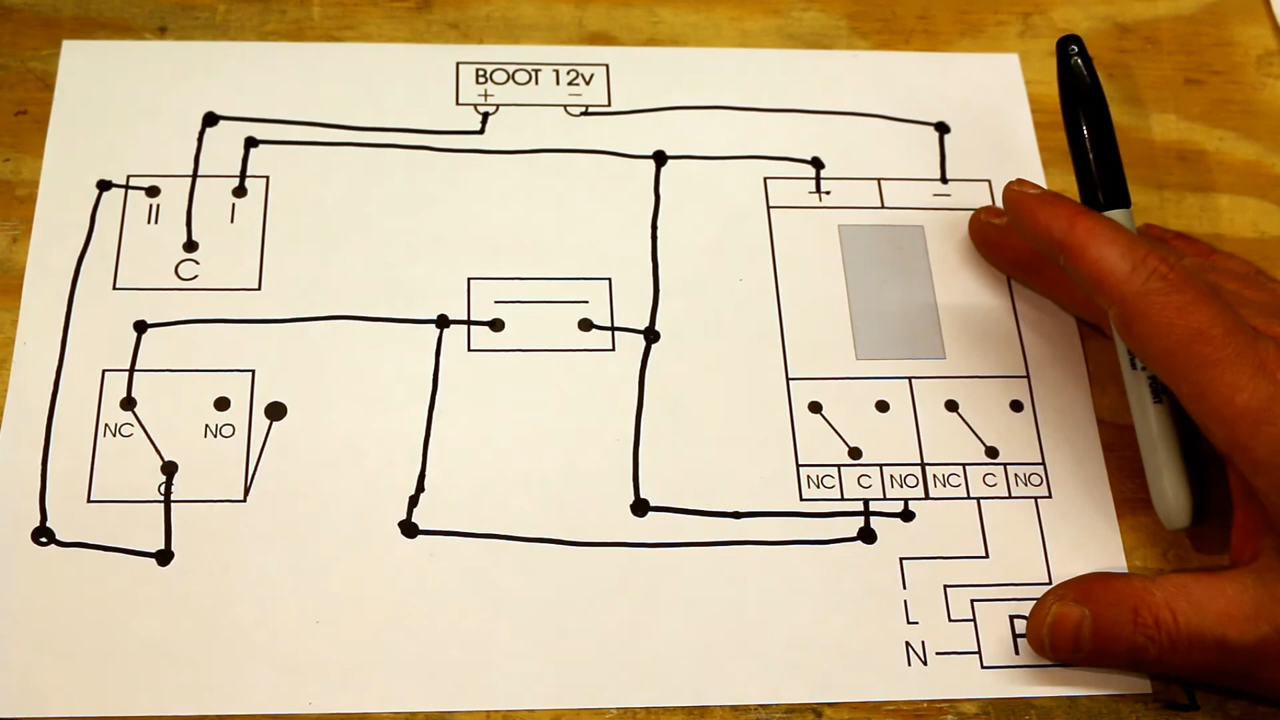 BOOT 12v
+ −
+ −
II I
C
NC NO
C
NC C NO NC C NO
L
N